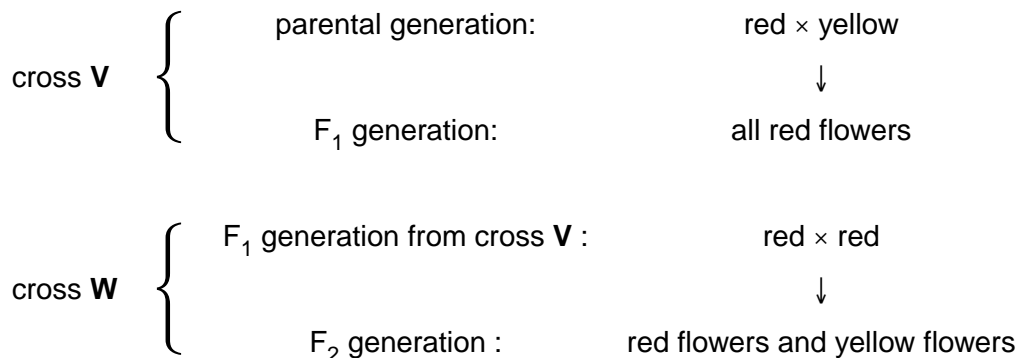 parental generation: red × yellow
cross V
↓
F₁ generation: all red flowers
F₁ generation from cross V : red × red
cross W
↓
F₂ generation : red flowers and yellow flowers